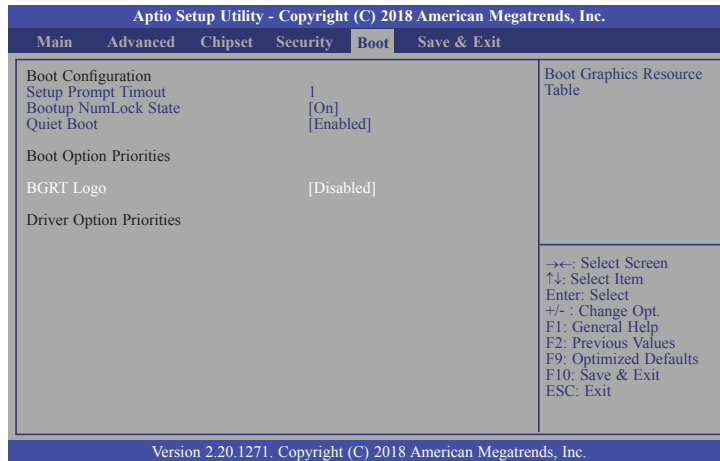 Aptio Setup Utility - Copyright (C) 2018 American Megatrends, Inc.
Main Advanced Chipset Security Boot Save & Exit
Boot Configuration
Setup Prompt Timout 1
Bootup NumLock State [On]
Quiet Boot [Enabled]
Boot Option Priorities
BGRT Logo [Disabled]
Driver Option Priorities
Boot Graphics Resource
Table
→←: Select Screen
↑↓: Select Item
Enter: Select
+/- : Change Opt.
F1: General Help
F2: Previous Values
F9: Optimized Defaults
F10: Save & Exit
ESC: Exit
Version 2.20.1271. Copyright (C) 2018 American Megatrends, Inc.